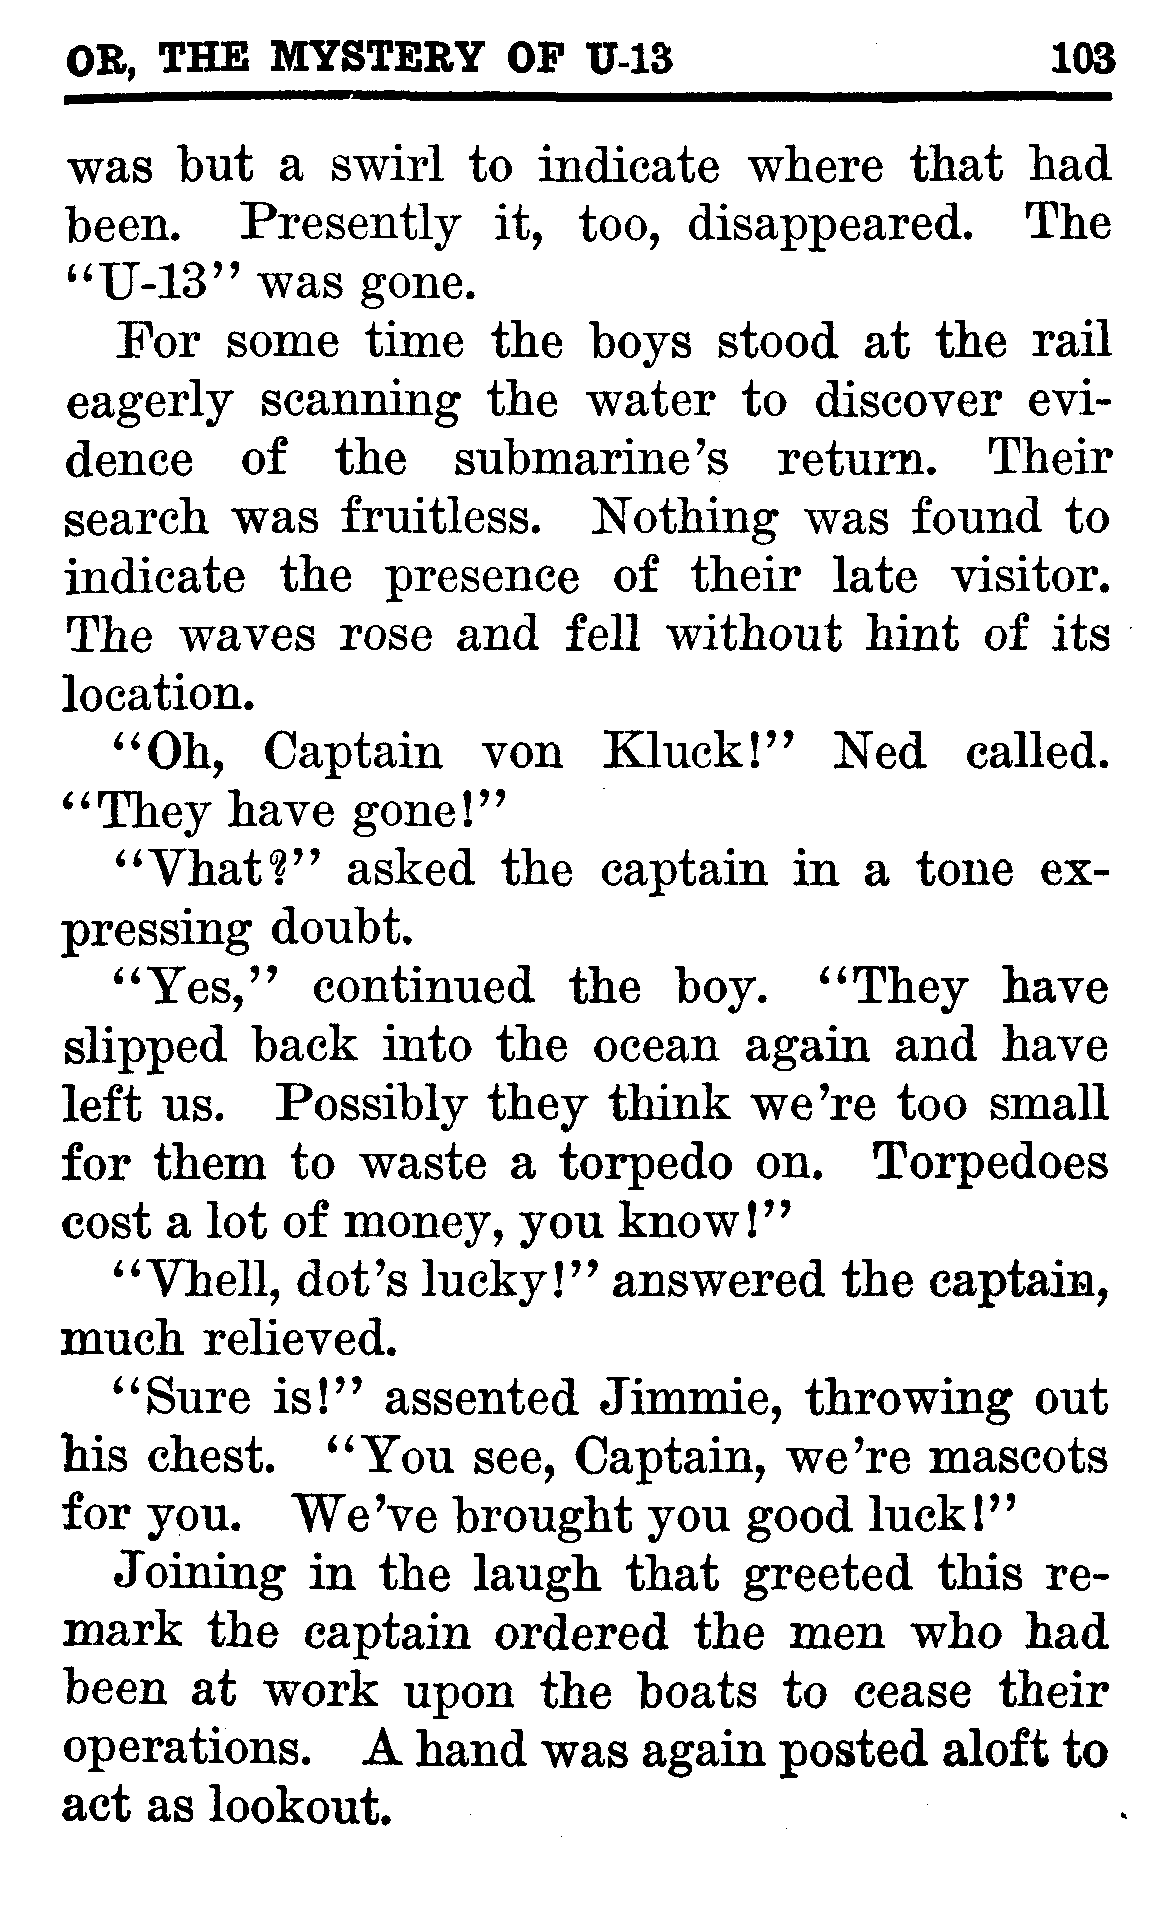 OR, THE MYSTERY OF U-13 103
was but a swirl to indicate where that had
been. Presently it, too, disappeared. The
“U-13” was gone.
For some time the boys stood at the rail
eagerly scanning the water to discover evi-
dence of the submarine’s return. Their
search was fruitless. Nothing was found to
indicate the presence of their late visitor.
The waves rose and fell without hint of its
location.
“Oh, Captain von Kluck!” Ned called.
“They have gone!”
“Vhat?” asked the captain in a tone ex-
pressing doubt.
“Yes,” continued the boy. “They have
slipped back into the ocean again and have
left us. Possibly they think we’re too small
for them to waste a torpedo on. Torpedoes
cost a lot of money, you know!”
“Vhell, dot’s lucky!” answered the captain,
much relieved.
“Sure is!” assented Jimmie, throwing out
his chest. “You see, Captain, we’re mascots
for you. We’ve brought you good luck!”
Joining in the laugh that greeted this re-
mark the captain ordered the men who had
been at work upon the boats to cease their
operations. A hand was again posted aloft to
act as lookout.